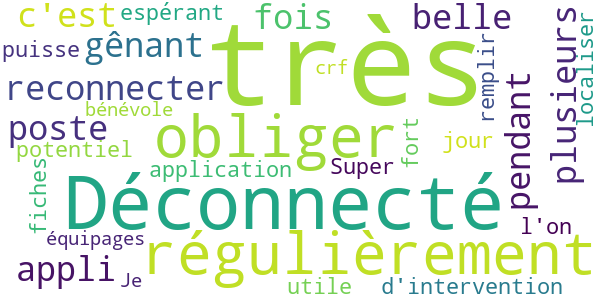 c'est espérant fois très belle plusieurs localiser
puisse gênant
reconnecter crf remplir
bénévole
poste obliger pendant
potentiel fort jour
fiches application Super
Déconnecté l'on
équipages régulièrement
appli Je utile d'intervention